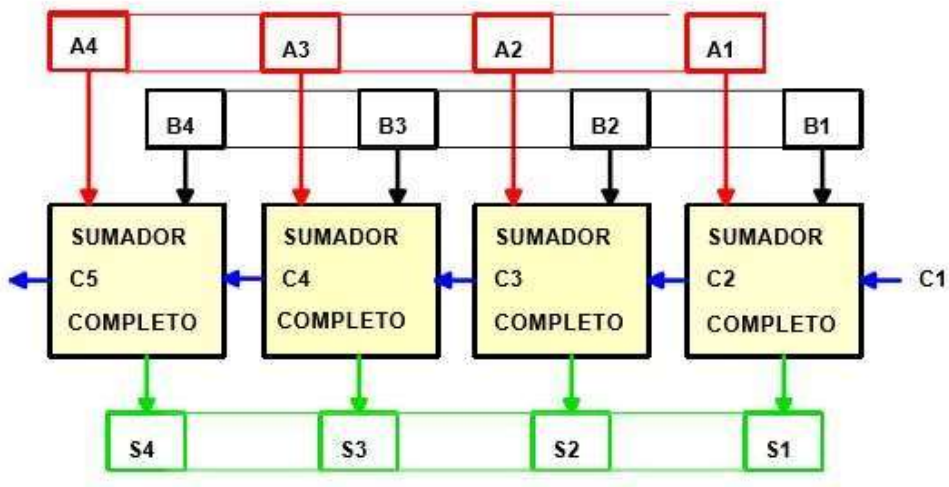 A4 A3 A2 A1
B4 B3 B2 B1
SUMADOR SUMADOR SUMADOR SUMADOR
C5 C4 C3 C2 C1
COMPLETO COMPLETO COMPLETO COMPLETO
S4 S3 S2 S1